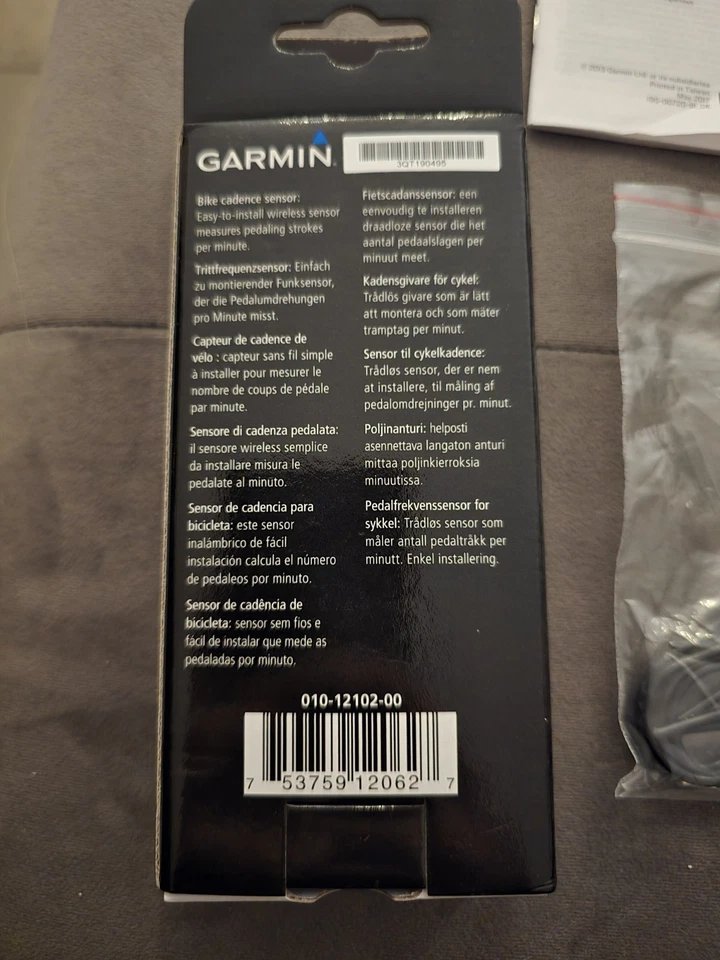 GARMIN
3QT190495
Bike cadence sensor:
Easy-to-install wireless sensor
measures pedaling strokes
per minute.
Trittfrequenzsensor: Einfach
zu montierender Funksensor,
der die Pedalumdrehungen
pro Minute misst.
Capteur de cadence de
vélo : capteur sans fil simple
à installer pour mesurer le
nombre de coups de pédale
par minute.
Sensore di cadenza pedalata:
il sensore wireless semplice
da installare misura le
pedalate al minuto.
Sensor de cadencia para
bicicleta: este sensor
inalámbrico de fácil
instalación calcula el número
de pedaleos por minuto.
Sensor de cadência de
bicicleta: sensor sem fios e
fácil de instalar que mede as
pedaladas por minuto.
Fietscadanssensor: een
eenvoudig te installeren
draadloze sensor die het
aantal pedaalslagen per
minuut meet.
Kadensgivare för cykel:
Trådlös givare som är lätt
att montera och som mäter
tramptag per minut.
Sensor til cykelkadence:
Trådløs sensor, der er nem
at installere, til måling af
pedalomdrejninger pr. minut.
Poljinanturi: helposti
asennettava langaton anturi
mittaa poljinkierroksia
minuutissa.
Pedalfrekvenssensor for
sykkel: Trådløs sensor som
måler antall pedaltråkk per
minutt. Enkel installering.
010-12102-00
7 53759 12062 7
Printed in Taiwan